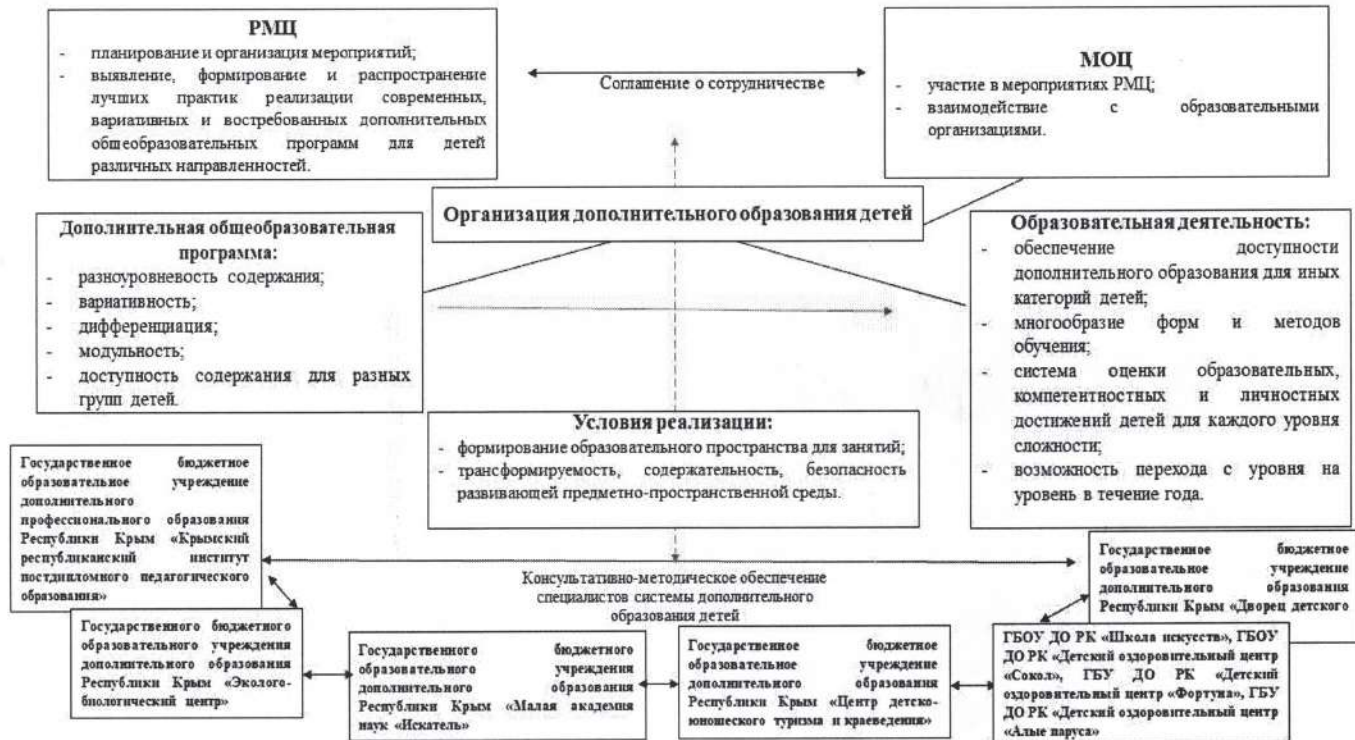 РМЦ
- планирование и организация мероприятий;
- выявление, формирование и распространение
лучших практик реализации современных,
вариативных и востребованных дополнительных
общеобразовательных программ для детей
различных направленностей.
Соглашение о сотрудничестве
МОЦ
- участие в мероприятиях РМЦ;
- взаимодействие с образовательными
организациями.
Организация дополнительного образования детей
Дополнительная общеобразовательная
программа:
- разноуровневость содержания;
- вариативность;
- дифференциация;
- модульность;
- доступность содержания для разных
групп детей.
Образовательная деятельность:
- обеспечение доступности
дополнительного образования для иных
категорий детей;
- многообразие форм и методов
обучения;
- система оценки образовательных,
компетентностных и личностных
достижений детей для каждого уровня
сложности;
- возможность перехода с уровня на
уровень в течение года.
Условия реализации:
- формирование образовательного пространства для занятий;
- трансформируемость, содержательность, безопасность
развивающей предметно-пространственной среды.
Государственное бюджетное
образовательное учреждение
дополнительного
профессионального образования
Республики Крым «Крымский
республиканский институт
постдипломного педагогического
образования»
Консультативно-методическое обеспечение
специалистов системы дополнительного
образования детей
Государственное бюджетное
образовательное учреждение
дополнительного образования
Республики Крым «Дворец детского
Государственного бюджетного
образовательного учреждения
дополнительного образования
Республики Крым «Эколого-
биологический центр»
Государственного бюджетного
образовательного учреждения
дополнительного образования
Республики Крым «Малая академия
наук «Искатель»
Государственное бюджетное
образовательное учреждение
дополнительного образования
Республики Крым «Центр детско-
юношеского туризма и краеведения»
ГБОУ ДО РК «Школа искусств», ГБОУ
ДО РК «Детский оздоровительный центр
«Сокол», ГБУ ДО РК «Детский
оздоровительный центр «Фортуна», ГБУ
ДО РК «Детский оздоровительный центр
«Алые паруса»